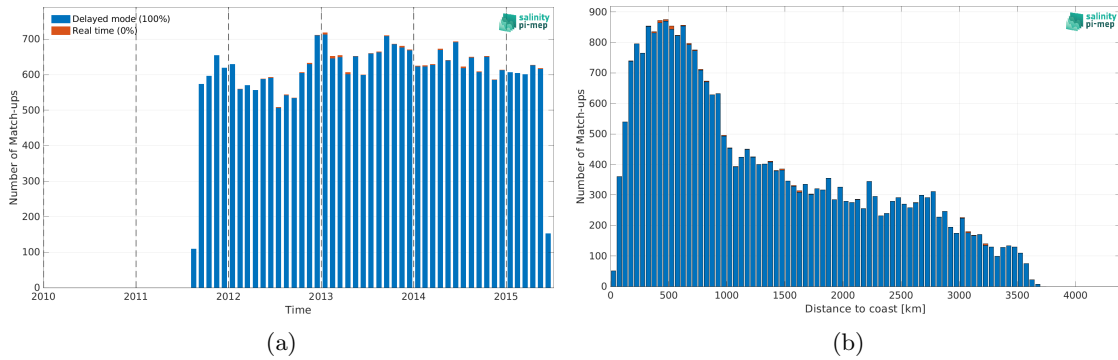 Delayed mode (100%)
Real time (0%)
salinity
pi-mep
700
600
500
400
300
200
100
0
Number of Match-ups
2010
2011
2012
2013
2014
2015
Time
(a)
salinity
pi-mep
900
800
700
600
500
400
300
200
100
0
Number of Match-ups
0
500
1000
1500
2000
2500
3000
3500
4000
Distance to coast [km]
(b)